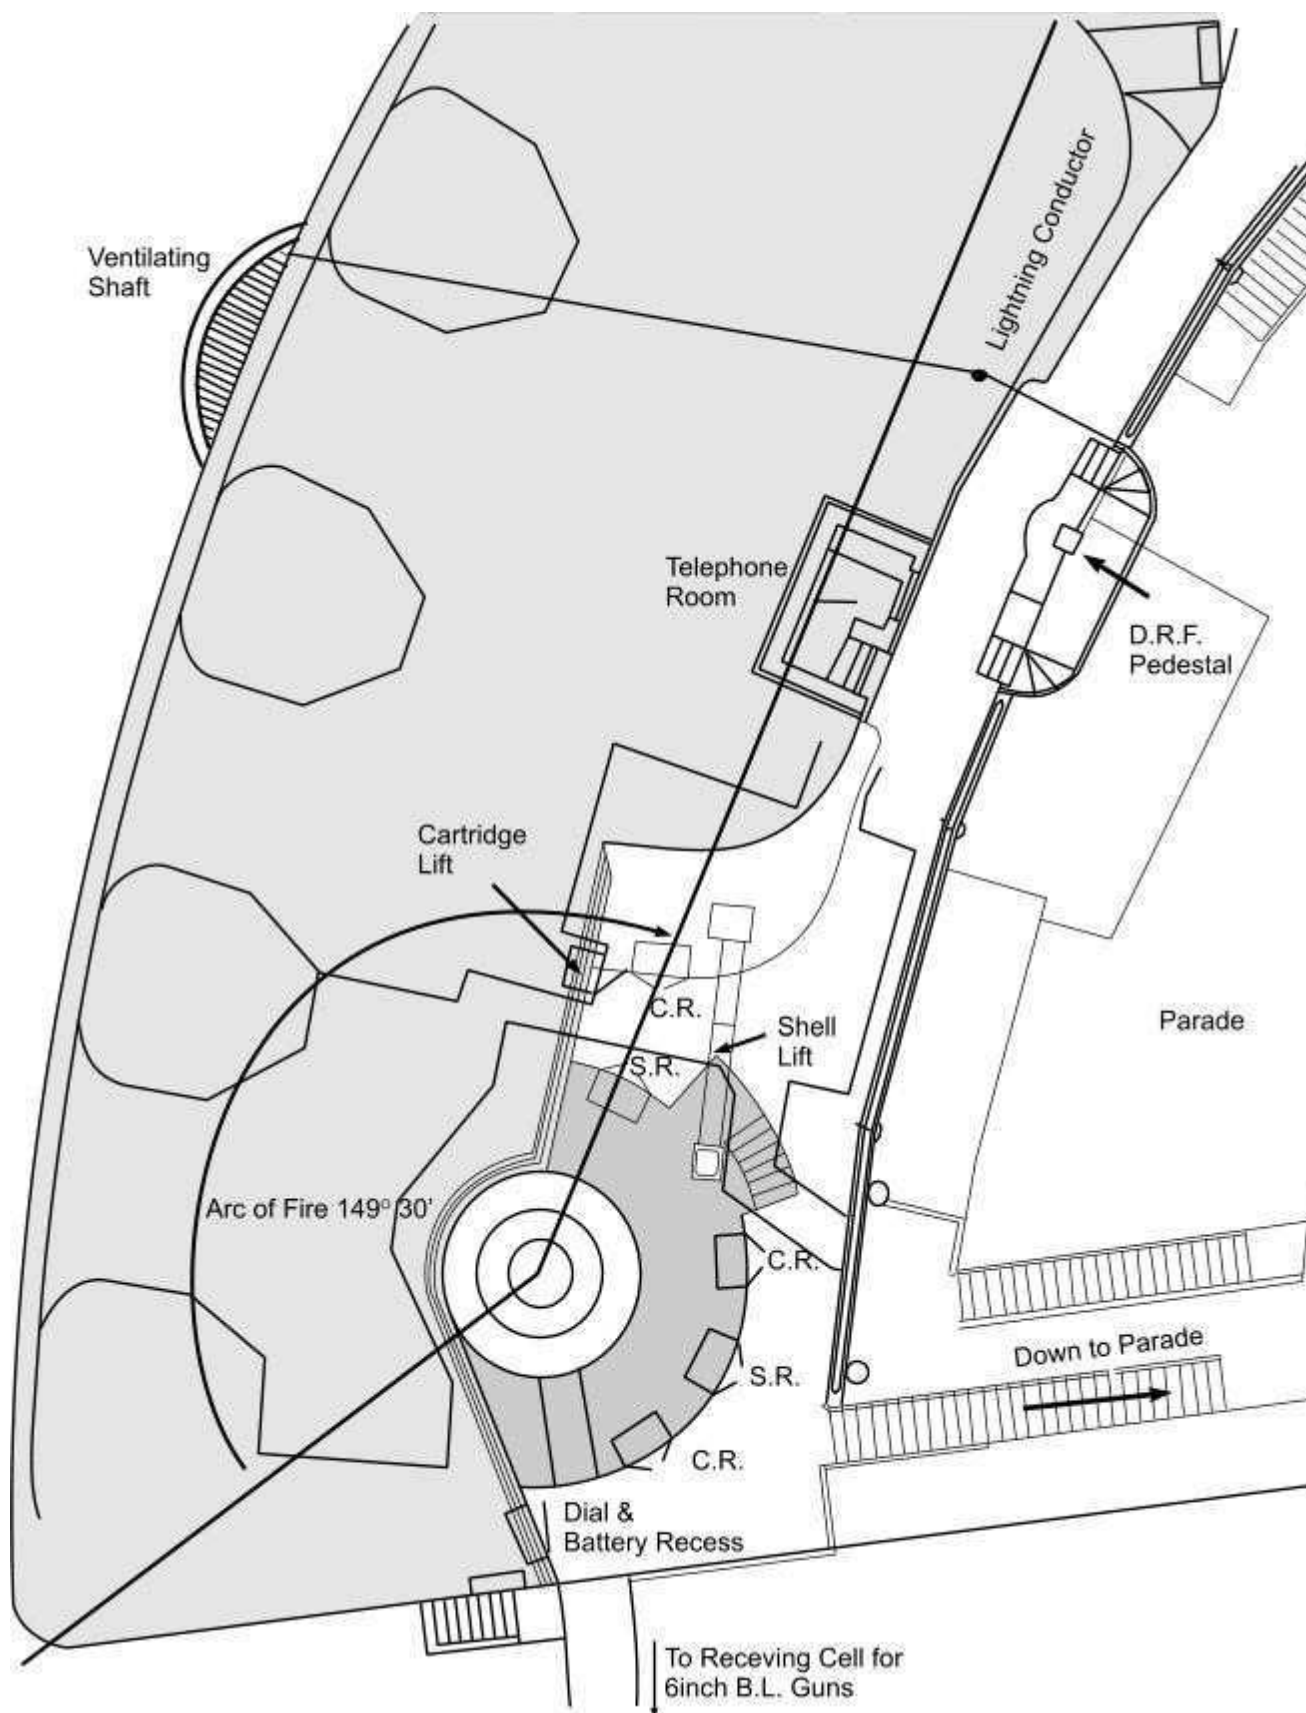 Lightning Conductor
Ventilating
Shaft
Telephone
Room
D.R.F.
Pedestal
Cartridge
Lift
C.R.
Shell
Lift
Parade
S.R.
Arc of Fire 149º 30'
C.R.
Down to Parade
S.R.
C.R.
Dial &
Battery Recess
To Receving Cell for
6inch B.L. Guns